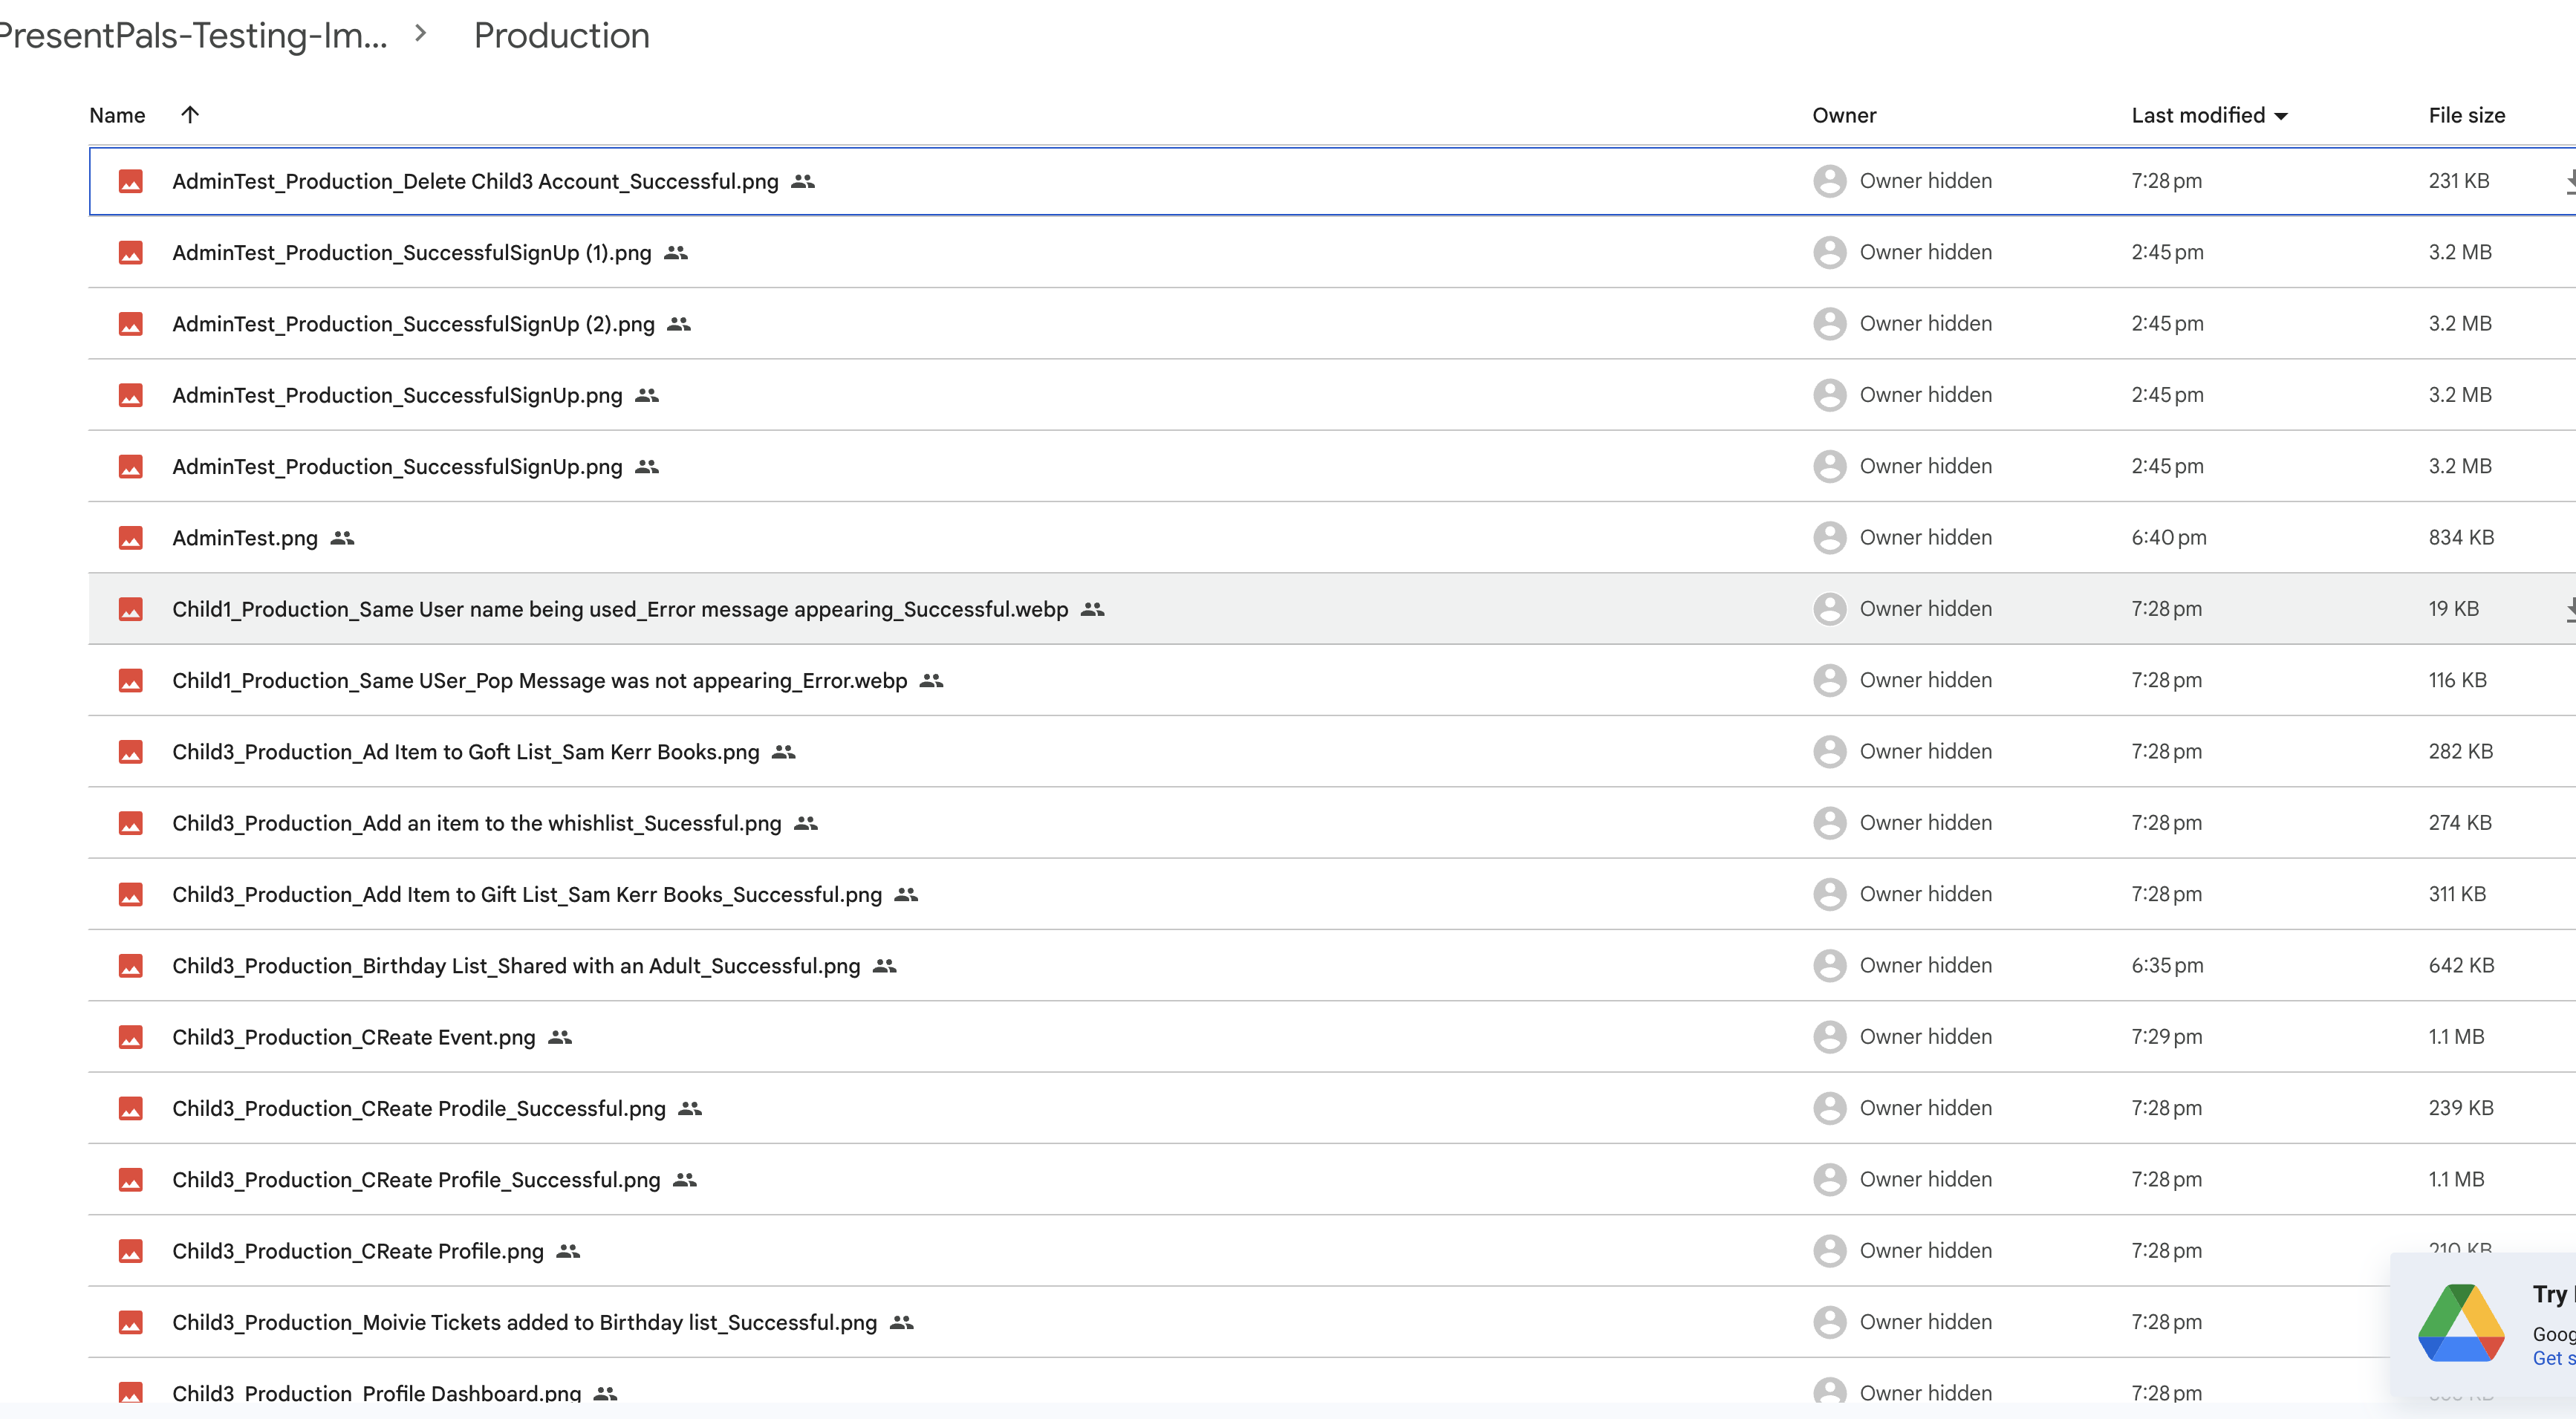 PresentPals-Testing-Im... > Production
Name Owner Last modified File size
AdminTest_Production_Delete Child3 Account_Successful.png Owner hidden 7:28 pm 231 KB
AdminTest_Production_SuccessfulSignUp (1).png Owner hidden 2:45 pm 3.2 MB
AdminTest_Production_SuccessfulSignUp (2).png Owner hidden 2:45 pm 3.2 MB
AdminTest_Production_SuccessfulSignUp.png Owner hidden 2:45 pm 3.2 MB
AdminTest_Production_SuccessfulSignUp.png Owner hidden 2:45 pm 3.2 MB
AdminTest.png Owner hidden 6:40 pm 834 KB
Child1_Production_Same User name being used_Error message appearing_Successful.webp Owner hidden 7:28 pm 19 KB
Child1_Production_Same USer_Pop Message was not appearing_Error.webp Owner hidden 7:28 pm 116 KB
Child3_Production_Ad Item to Goft List_Sam Kerr Books.png Owner hidden 7:28 pm 282 KB
Child3_Production_Add an item to the whishlist_Sucessful.png Owner hidden 7:28 pm 274 KB
Child3_Production_Add Item to Gift List_Sam Kerr Books_Successful.png Owner hidden 7:28 pm 311 KB
Child3_Production_Birthday List_Shared with an Adult_Successful.png Owner hidden 6:35 pm 642 KB
Child3_Production_CReate Event.png Owner hidden 7:29 pm 1.1 MB
Child3_Production_CReate Prodile_Successful.png Owner hidden 7:28 pm 239 KB
Child3_Production_CReate Profile_Successful.png Owner hidden 7:28 pm 1.1 MB
Child3_Production_CReate Profile.png Owner hidden 7:28 pm 210 KB
Child3_Production_Moivie Tickets added to Birthday list_Successful.png Owner hidden 7:28 pm
Child3_Production_Profile Dashboard.png Owner hidden 7:28 pm
Try
Goog
Get s